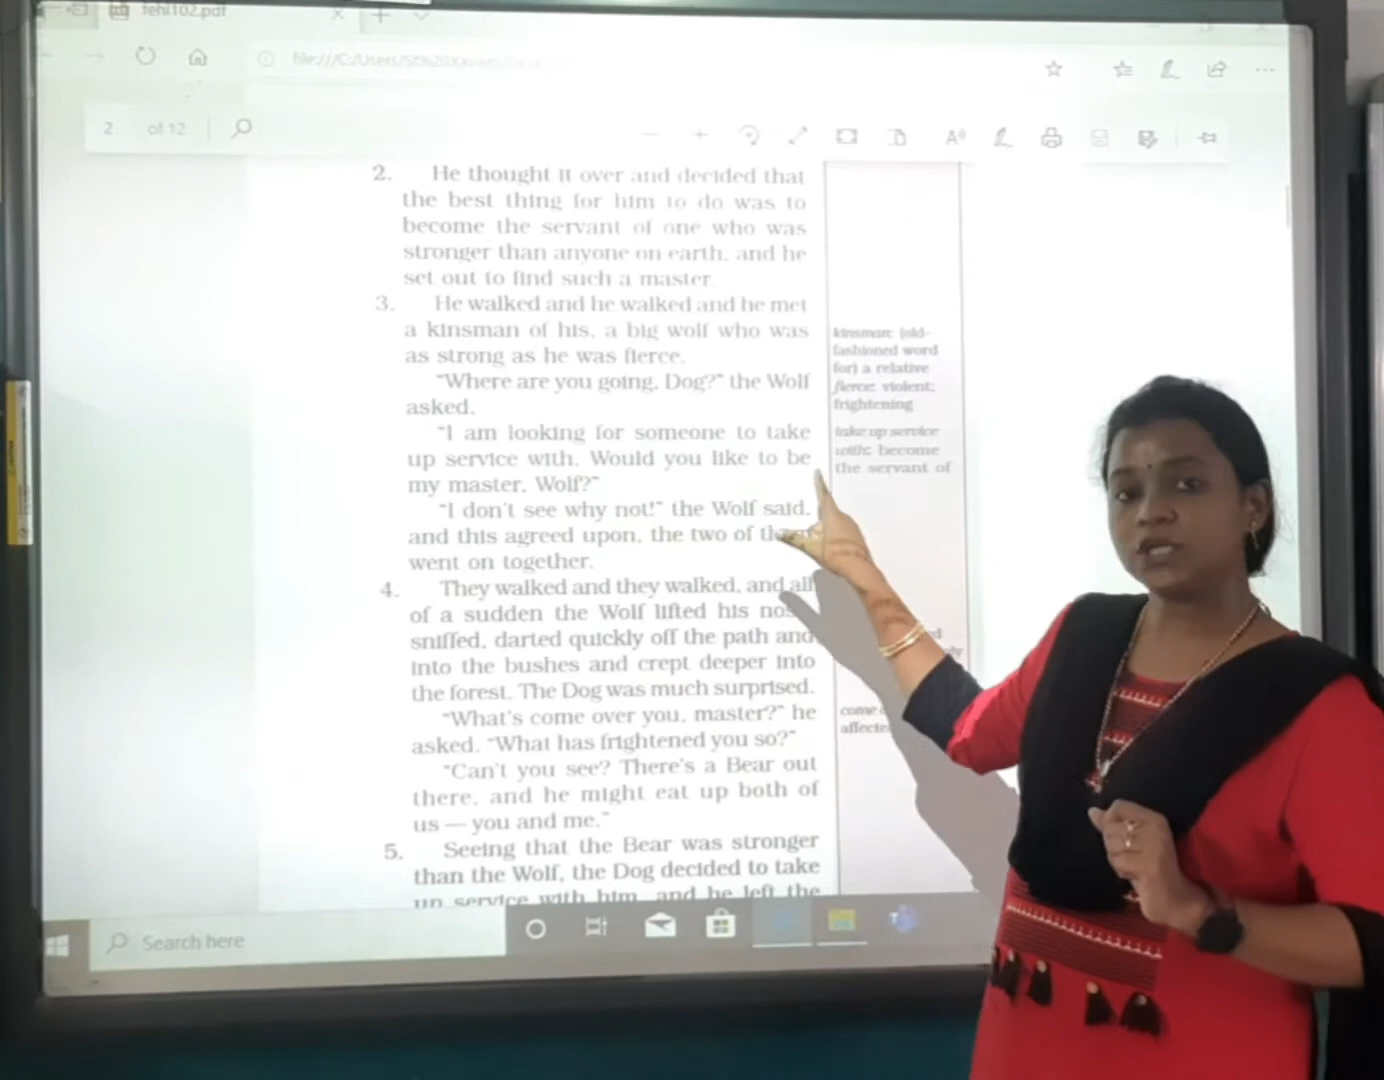 fehl102.pdf
2 of 12
2. He thought it over and decided that
the best thing for him to do was to
become the servant of one who was
stronger than anyone on earth, and he
set out to find such a master.
3. He walked and he walked and he met
a kinsman of his, a big wolf who was
as strong as he was fierce.
"Where are you going, Dog?" the Wolf
asked.
"I am looking for someone to take
up service with. Would you like to be
my master, Wolf?"
"I don't see why not!" the Wolf said,
and this agreed upon, the two of
went on together.
4. They walked and they walked, and all
of a sudden the Wolf lifted his
sniffed, darted quickly off the path and
into the bushes and crept deeper into
the forest. The Dog was much surprised.
"What's come over you, master?" he
asked. "What has frightened you so?"
"Can't you see? There's a Bear out
there, and he might eat up both of
us — you and me."
5. Seeing that the Bear was stronger
than the Wolf, the Dog decided to take
up service with him, and he left the
kinsman: (old-
fashioned word
for) a relative
fierce: violent;
frightening
take up service
with: become
the servant of
come
Search here